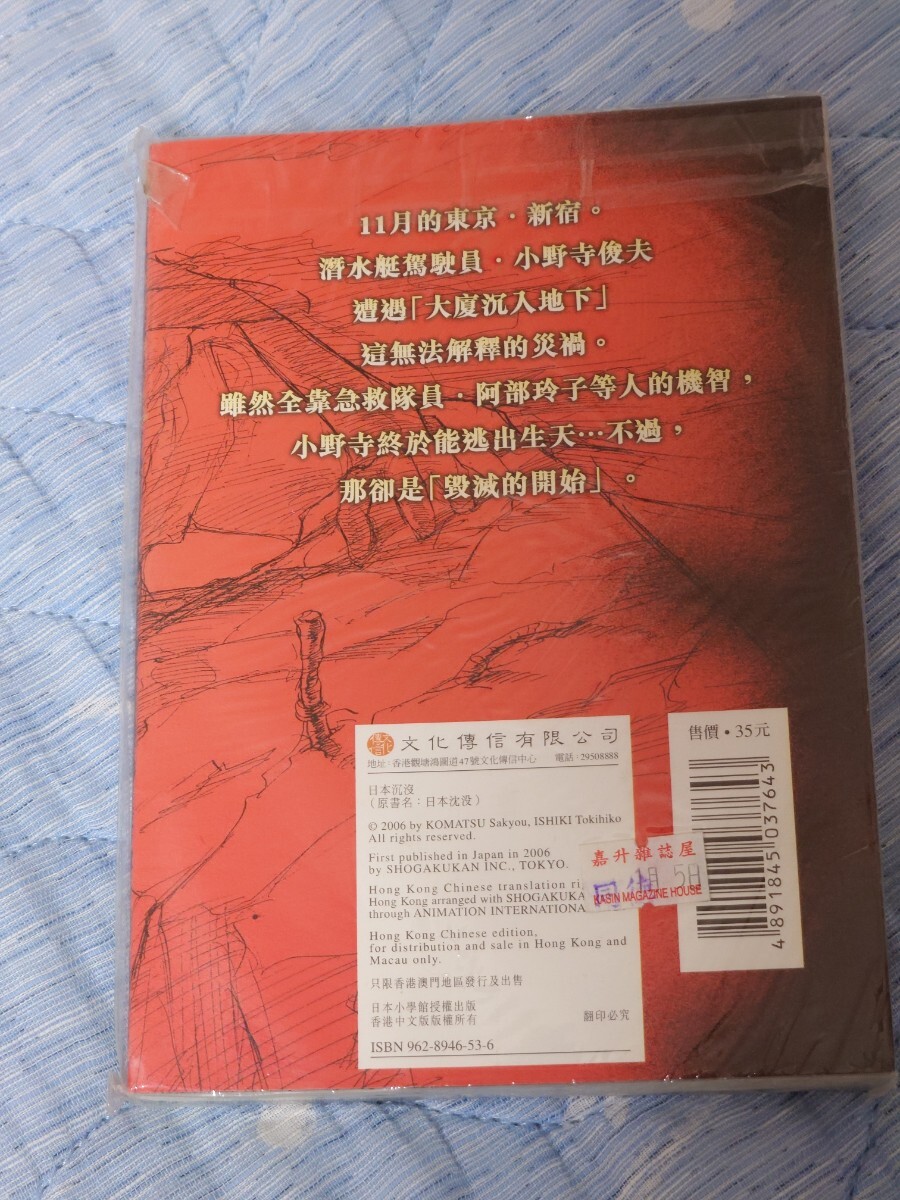 11月的東京·新宿。
潛水艇駕駛員·小野寺俊夫
遭遇「大廈沉入地下」
這無法解釋的災禍。
雖然全靠急救隊員·阿部玲子等人的機智，
小野寺終於能逃出生天…不過，
那卻是「毀滅的開始」。
文化傳信有限公司
地址：香港觀塘鴻圖道47號文化傳信中心 電話：29508888
日本沉沒
（原書名：日本沈没）
© 2006 by KOMATSU Sakyou, ISHIKI Tokihiko
All rights reserved.
First published in Japan in 2006
by SHOGAKUKAN INC., TOKYO.
Hong Kong Chinese translation ri
Hong Kong arranged with SHOGAKUKA
through ANIMATION INTERNATIONA
Hong Kong Chinese edition,
for distribution and sale in Hong Kong and
Macau only.
只限香港澳門地區發行及出售
日本小學館授權出版
香港中文版版權所有 翻印必究
ISBN 962-8946-53-6
售價·35元
4 891845 037643
嘉升雜誌屋
月 5日
KASIN MAGAZINE HOUSE